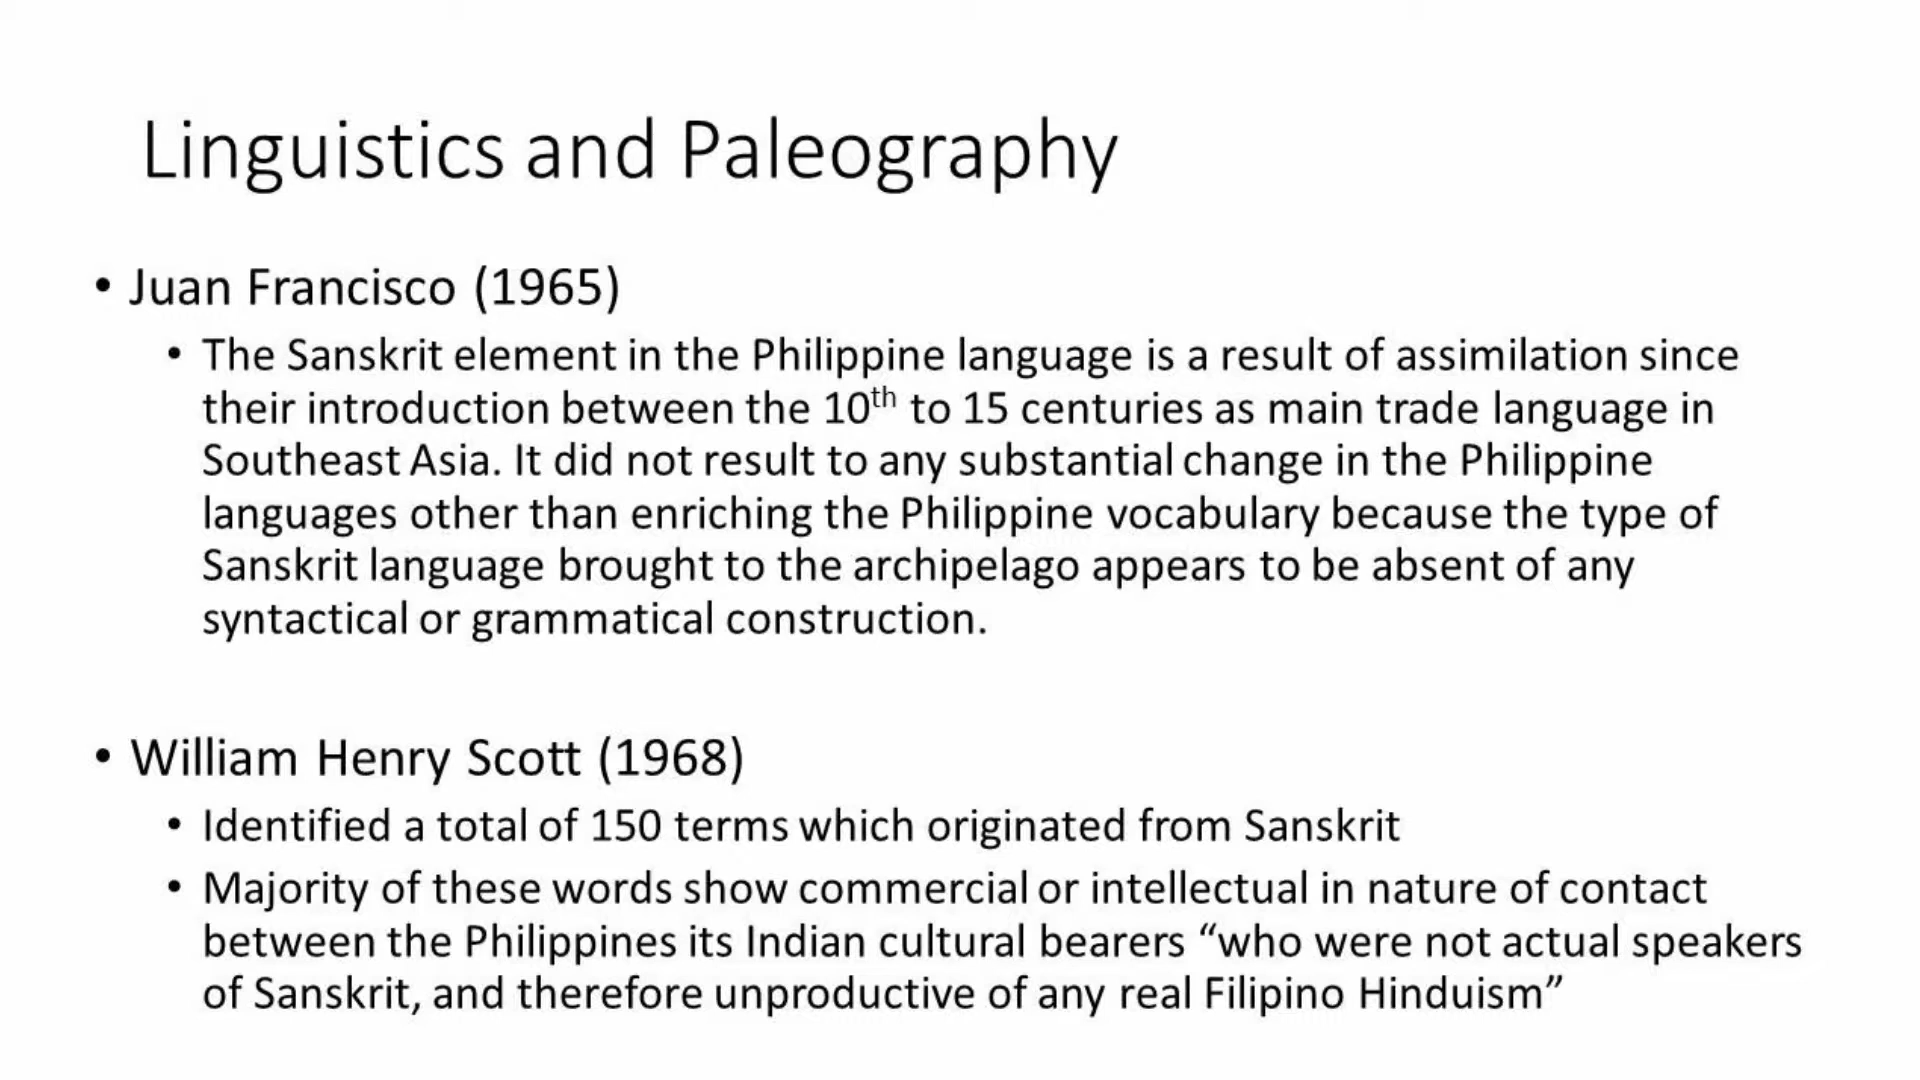 Linguistics and Paleography
• Juan Francisco (1965)
• The Sanskrit element in the Philippine language is a result of assimilation since
their introduction between the 10th to 15 centuries as main trade language in
Southeast Asia. It did not result to any substantial change in the Philippine
languages other than enriching the Philippine vocabulary because the type of
Sanskrit language brought to the archipelago appears to be absent of any
syntactical or grammatical construction.
• William Henry Scott (1968)
• Identified a total of 150 terms which originated from Sanskrit
• Majority of these words show commercial or intellectual in nature of contact
between the Philippines its Indian cultural bearers “who were not actual speakers
of Sanskrit, and therefore unproductive of any real Filipino Hinduism”